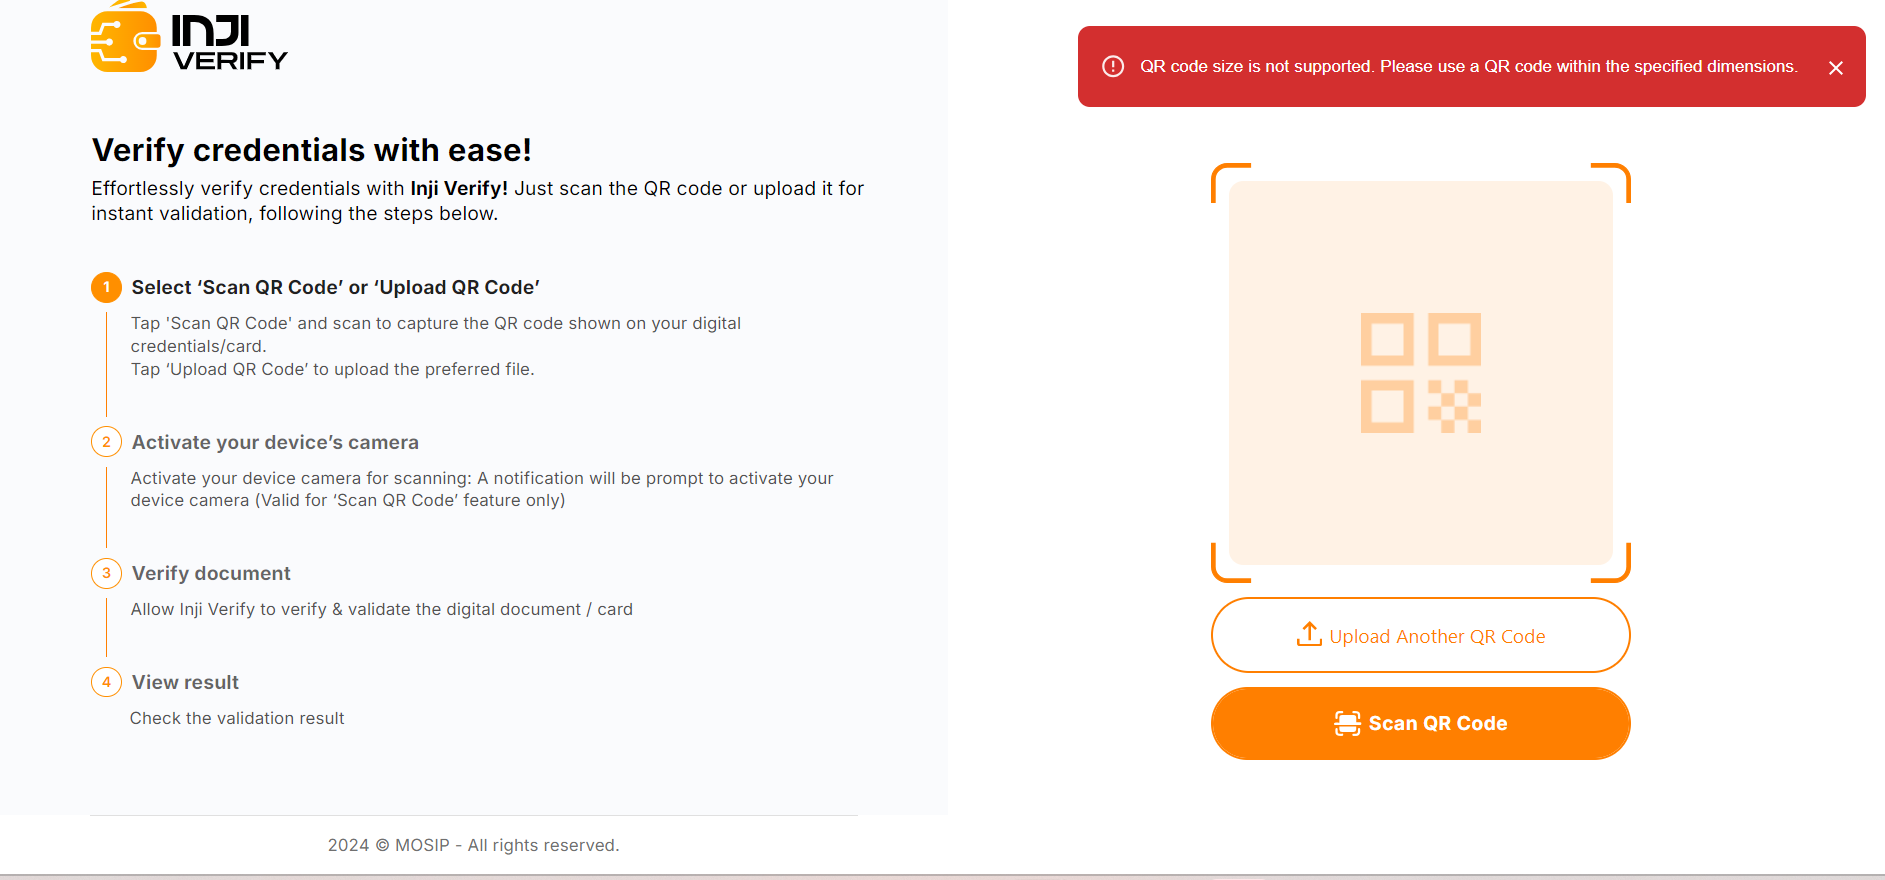 INJI
VERIFY
QR code size is not supported. Please use a QR code within the specified dimensions.
Verify credentials with ease!
Effortlessly verify credentials with Inji Verify! Just scan the QR code or upload it for
instant validation, following the steps below.
1 Select ‘Scan QR Code’ or ‘Upload QR Code’
Tap 'Scan QR Code' and scan to capture the QR code shown on your digital
credentials/card.
Tap ‘Upload QR Code’ to upload the preferred file.
2 Activate your device’s camera
Activate your device camera for scanning: A notification will be prompt to activate your
device camera (Valid for ‘Scan QR Code’ feature only)
3 Verify document
Allow Inji Verify to verify & validate the digital document / card
4 View result
Check the validation result
Upload Another QR Code
Scan QR Code
2024 © MOSIP - All rights reserved.